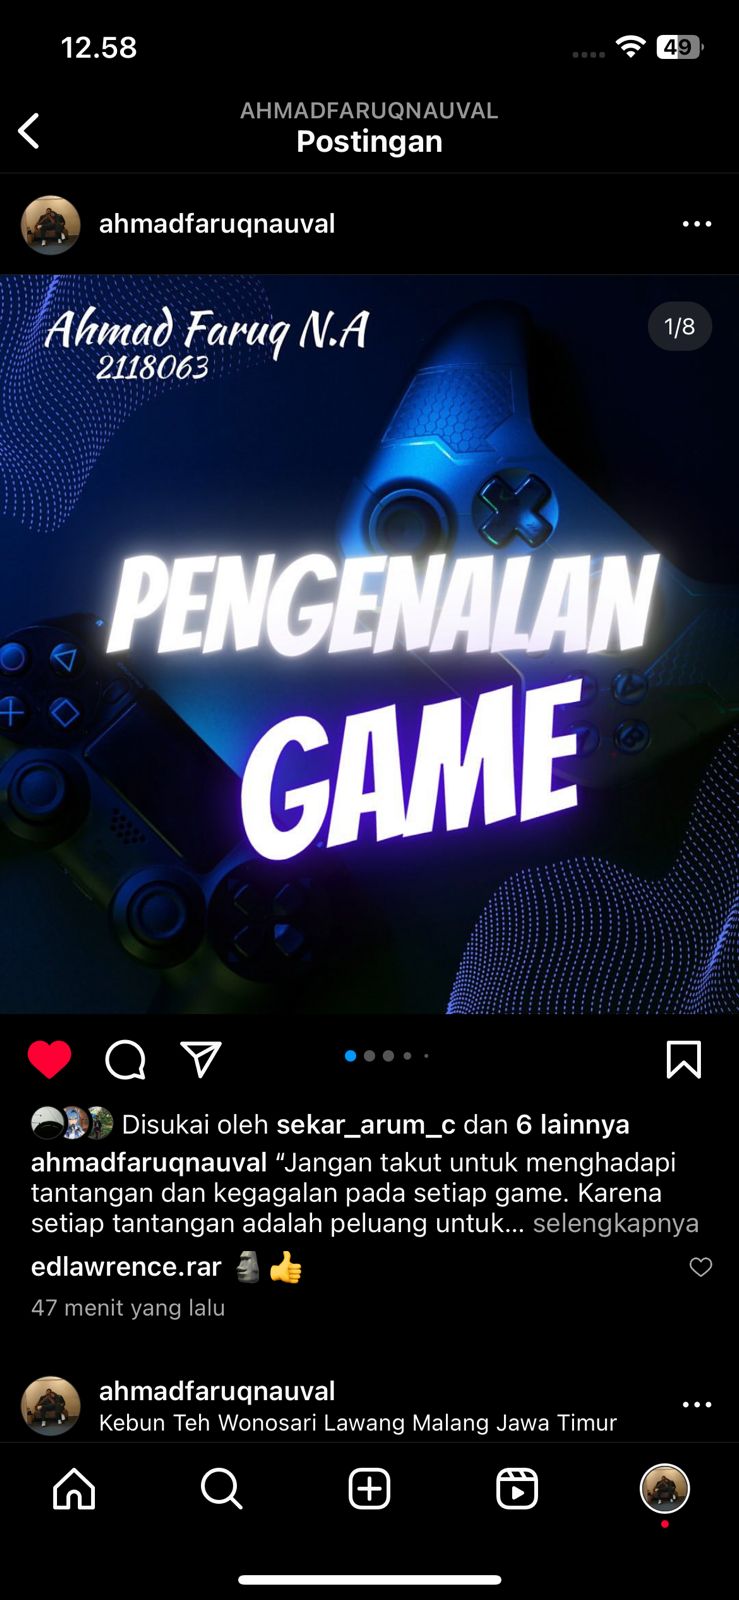 12.58
49
AHMADFARUQNAUVAL
Postingan
ahmadfaruqnauval
Ahmad Faruq N.A
2118063
1/8
PENGENALAN
GAME
Disukai oleh sekar_arum_c dan 6 lainnya
ahmadfaruqnauval “Jangan takut untuk menghadapi
tantangan dan kegagalan pada setiap game. Karena
setiap tantangan adalah peluang untuk... selengkapnya
edlawrence.rar 🗿👍
47 menit yang lalu
ahmadfaruqnauval
Kebun Teh Wonosari Lawang Malang Jawa Timur